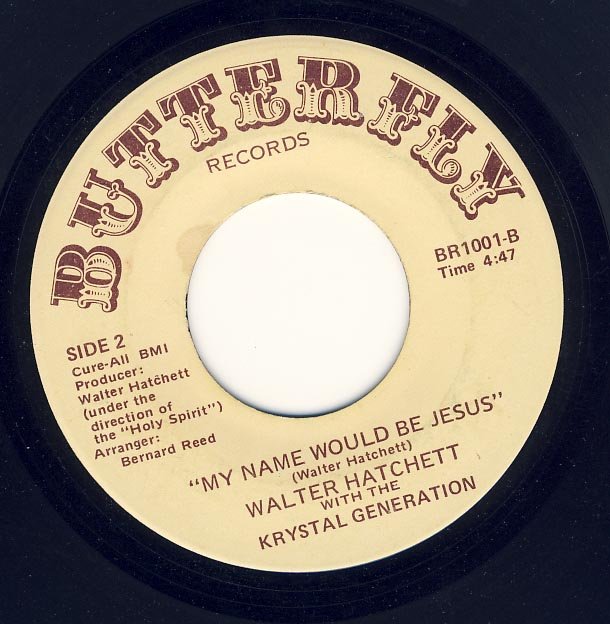 BUTTERFLY
RECORDS
BR1001-B
Time 4:47
SIDE 2
Cure-All BMI
Producer:
Walter Hatchett
(under the
direction of
the "Holy Spirit")
Arranger:
Bernard Reed
"MY NAME WOULD BE JESUS"
(Walter Hatchett)
WALTER HATCHETT
WITH THE
KRYSTAL GENERATION